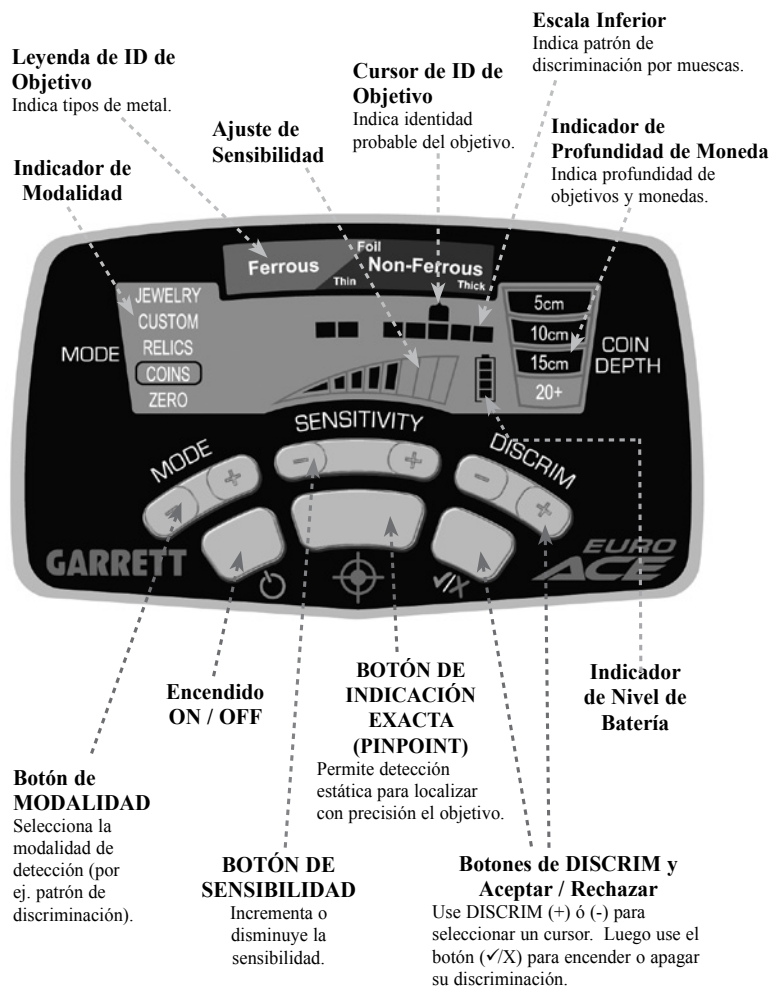 Leyenda de ID de
Objetivo
Indica tipos de metal.
Indicador de
Modalidad
Ajuste de
Sensibilidad
Cursor de ID de
Objetivo
Indica identidad
probable del objetivo.
Escala Inferior
Indica patrón de
discriminación por muescas.
Indicador de
Profundidad de Moneda
Indica profundidad de
objetivos y monedas.
Ferrous
Foil
Non-Ferrous
Thin
Thick
MODE
JEWELRY
CUSTOM
RELICS
COINS
ZERO
5cm
10cm
15cm
20+
COIN
DEPTH
MODE
- +
SENSITIVITY
- +
DISCRIM
- +
GARRETT
✓/X
EURO
ACE
Encendido
ON / OFF
BOTÓN DE
INDICACIÓN
EXACTA
(PINPOINT)
Permite detección
estática para localizar
con precisión el objetivo.
Indicador
de Nivel de
Batería
Botón de
MODALIDAD
Selecciona la
modalidad de
detección (por
ej. patrón de
discriminación).
BOTÓN DE
SENSIBILIDAD
Incrementa o
disminuye la
sensibilidad.
Botones de DISCRIM y
Aceptar / Rechazar
Use DISCRIM (+) ó (-) para
seleccionar un cursor. Luego use el
botón (✓/X) para encender o apagar
su discriminación.